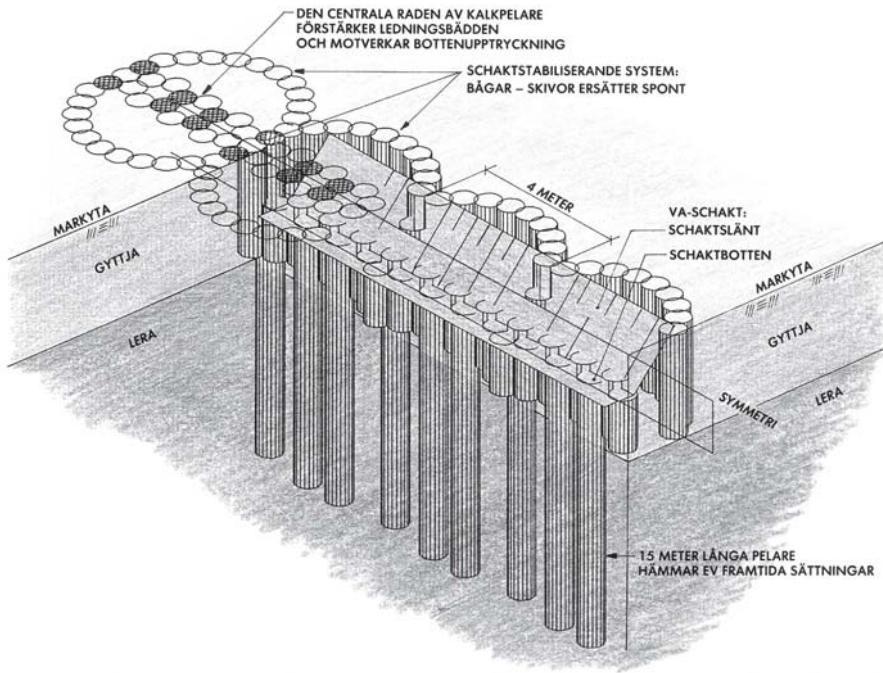 DEN CENTRALA RADEN AV KALKPELARE
FÖRSTÄRKER LEDNINGSBÄDDEN
OCH MOTVERKAR BOTTENUPPTRYCKNING
SCHAKTSTABILISERANDE SYSTEM:
BÅGAR – SKIVOR ERSÄTTER SPONT
4 METER
VA-SCHAKT:
SCHAKTSLÄNT
SCHAKTBOTTEN
MARKYTA
GYTTJA
LERA
MARKYTA
GYTTJA
LERA
SYMMETRI
15 METER LÅNGA PELARE
HÄMMAR EV FRAMTIDA SÄTTNINGAR